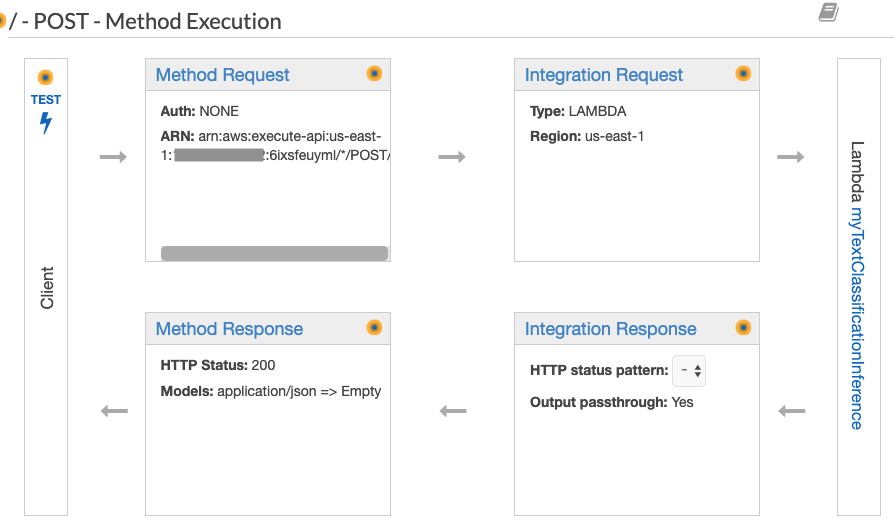 / - POST - Method Execution
TEST
Client
Method Request
Auth: NONE
ARN: arn:aws:execute-api:us-east-
1: :6ixsfeuyml/*/POST/
Integration Request
Type: LAMBDA
Region: us-east-1
Lambda myTextClassificationInference
Method Response
HTTP Status: 200
Models: application/json => Empty
Integration Response
HTTP status pattern: -
Output passthrough: Yes